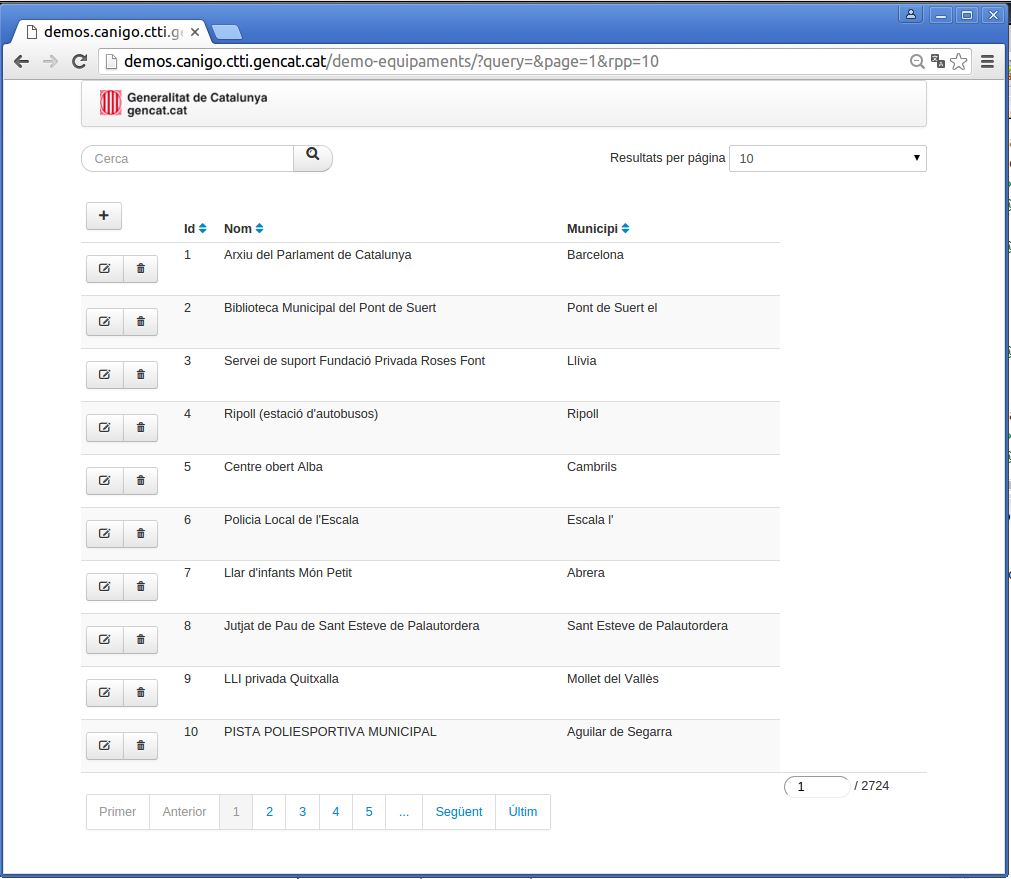 demos.canigo.ctti.g
demos.canigo.ctti.gencat.cat/demo-equipaments/?query=&page=1&rpp=10
Generalitat de Catalunya
gencat.cat
Cerca
Resultats per página 10
Id Nom Municipi
1 Arxiu del Parlament de Catalunya Barcelona
2 Biblioteca Municipal del Pont de Suert Pont de Suert el
3 Servei de suport Fundació Privada Roses Font Llívia
4 Ripoll (estació d'autobusos) Ripoll
5 Centre obert Alba Cambrils
6 Policia Local de l'Escala Escala l'
7 Llar d'infants Món Petit Abrera
8 Jutjat de Pau de Sant Esteve de Palautordera Sant Esteve de Palautordera
9 LLI privada Quitxalla Mollet del Vallès
10 PISTA POLIESPORTIVA MUNICIPAL Aguilar de Segarra
1 / 2724
Primer Anterior 1 2 3 4 5 ... Següent Últim